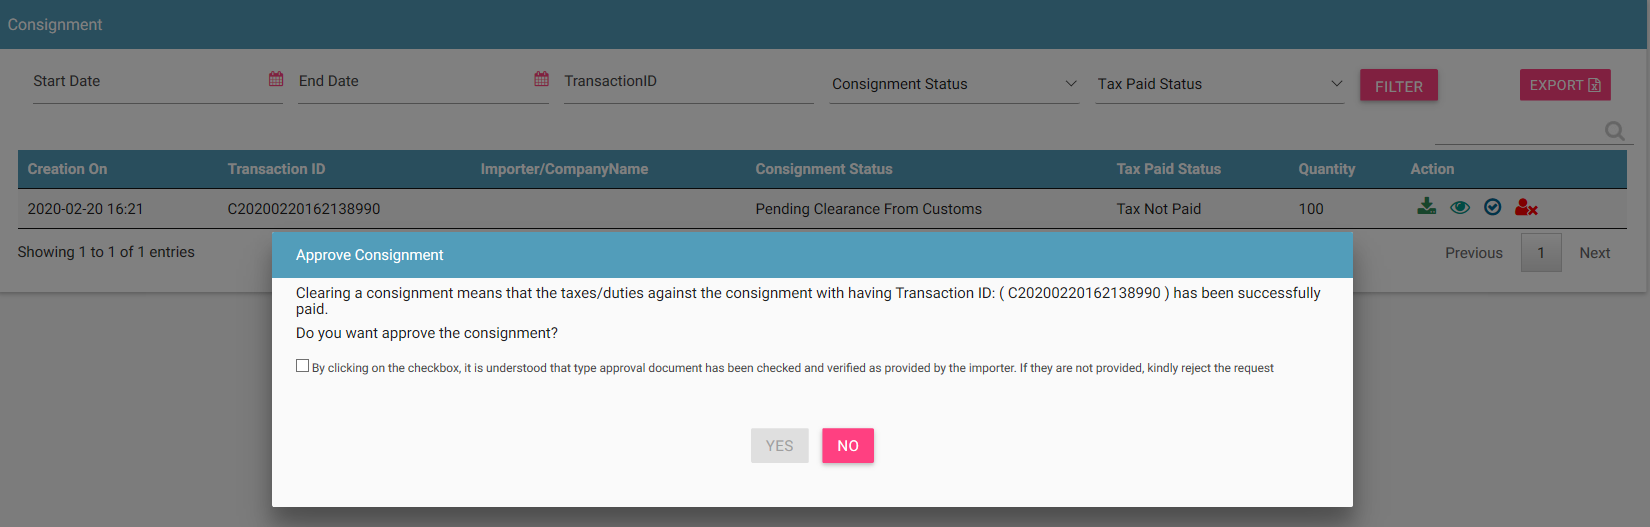 Consignment
Start Date End Date TransactionID Consignment Status Tax Paid Status FILTER EXPORT
Creation On Transaction ID Importer/CompanyName Consignment Status Tax Paid Status Quantity Action
2020-02-20 16:21 C20200220162138990 Pending Clearance From Customs Tax Not Paid 100
Showing 1 to 1 of 1 entries Previous 1 Next
Approve Consignment
Clearing a consignment means that the taxes/duties against the consignment with having Transaction ID: ( C20200220162138990 ) has been successfully
paid.
Do you want approve the consignment?
By clicking on the checkbox, it is understood that type approval document has been checked and verified as provided by the importer. If they are not provided, kindly reject the request
YES NO